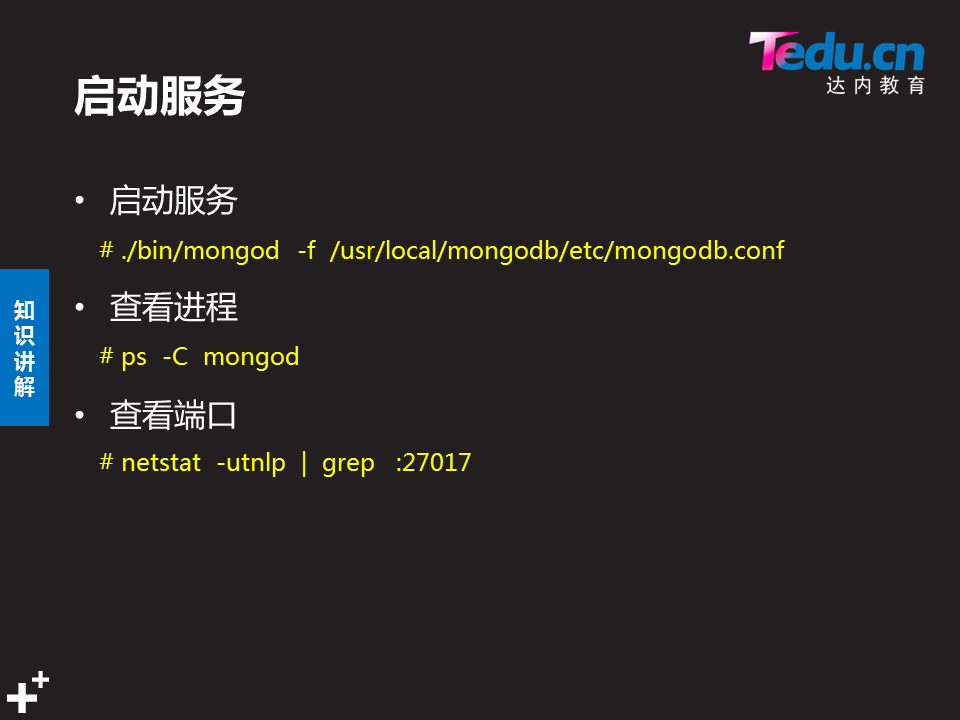 Tedu.cn
达内教育
启动服务
• 启动服务
# ./bin/mongod -f /usr/local/mongodb/etc/mongodb.conf
• 查看进程
# ps -C mongod
• 查看端口
# netstat -utnlp | grep :27017
知识讲解